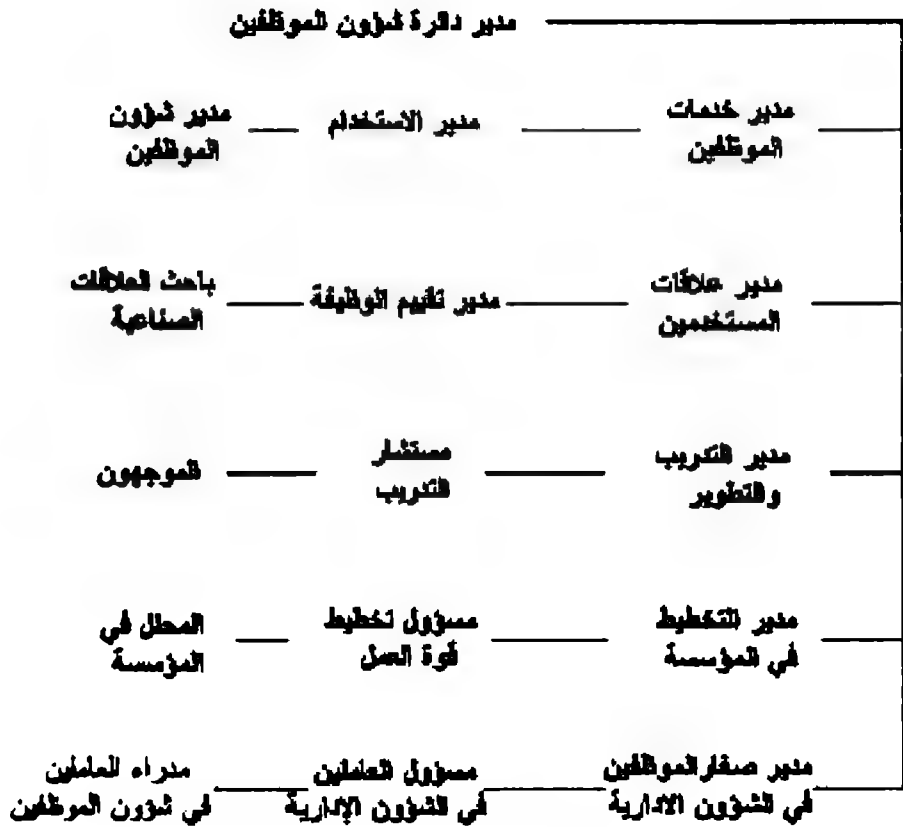 مدير دائرة شؤون الموظفين
مدير خدمات
الموظفين
مدير الاستخدام
مدير شؤون
الموظفين
مدير علاقات
المستخدمين
مدير تقييم الوظيفة
باحث العلاقات
الصناعية
مدير التدريب
والتطوير
مستشار
التدريب
الموجهون
مدير التخطيط
في المؤسسة
مسؤول تخطيط
قوة العمل
المحلل في
المؤسسة
مدير صغار الموظفين
في الشؤون الادارية
مسؤول العاملين
في الشؤون الإدارية
مدراء العاملين
في شؤون الموظفين